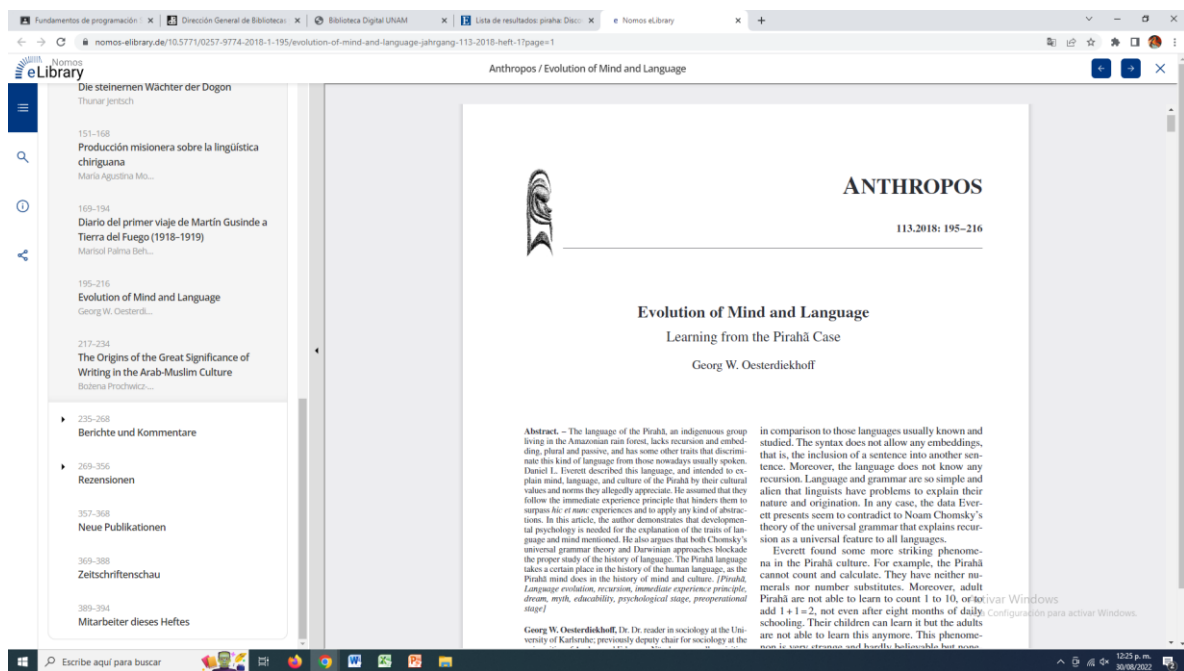 Fundamentos de programación
Dirección General de Bibliotecas
Biblioteca Digital UNAM
Lista de resultados: piraha: Disco
Nomos eLibrary
nomos-elibrary.de/10.5771/0257-9774-2018-1-195/evolution-of-mind-and-language-jahrgang-113-2018-heft-1?page=1
Nomos
eLibrary
Anthropos / Evolution of Mind and Language
Die steinernen Wächter der Dogon
Thunar Jentsch
151–168
Producción misionera sobre la lingüística
chiriguana
María Agustina Mo...
169–194
Diario del primer viaje de Martín Gusinde a
Tierra del Fuego (1918–1919)
Marisol Palma Beh...
195–216
Evolution of Mind and Language
Georg W. Oesterdi...
217–234
The Origins of the Great Significance of
Writing in the Arab-Muslim Culture
Bożena Prochwicz-...
235–268
Berichte und Kommentare
269–356
Rezensionen
357–368
Neue Publikationen
369–388
Zeitschriftenschau
389–394
Mitarbeiter dieses Heftes
ANTHROPOS
113.2018: 195–216
Evolution of Mind and Language
Learning from the Pirahã Case
Georg W. Oesterdiekhoff
Abstract. – The language of the Pirahã, an indigenous group
living in the Amazonian rain forest, lacks recursion and embed-
ding, plural and passive, and has some other traits that discrimi-
nate this kind of language from those nowadays usually spoken.
Daniel L. Everett described this language, and intended to ex-
plain mind, language, and culture of the Pirahã by their cultural
values and norms they allegedly appreciate. He assumed that they
follow the immediate experience principle that hinders them to
surpass hic et nunc experiences and to apply any kind of abstrac-
tions. In this article, the author demonstrates that developmen-
tal psychology is needed for the explanation of the traits of lan-
guage and mind mentioned. He also argues that both Chomsky's
universal grammar theory and Darwinian approaches blockade
the proper study of the history of language. The Pirahã language
takes a certain place in the history of the human language, as the
Pirahã mind does in the history of mind and culture. [Pirahã,
Language evolution, recursion, immediate experience principle,
dream, myth, educability, psychological stage, preoperational
stage]
Georg W. Oesterdiekhoff, Dr. Dr. reader in sociology at the Uni-
versity of Karlsruhe; previously deputy chair for sociology at the
in comparison to those languages usually known and
studied. The syntax does not allow any embeddings,
that is, the inclusion of a sentence into another sen-
tence. Moreover, the language does not know any
recursion. Language and grammar are so simple and
alien that linguists have problems to explain their
nature and origination. In any case, the data Ever-
ett presents seem to contradict to Noam Chomsky's
theory of the universal grammar that explains recur-
sion as a universal feature to all languages.
Everett found some more striking phenome-
na in the Pirahã culture. For example, the Pirahã
cannot count and calculate. They have neither nu-
merals nor number substitutes. Moreover, adult
Pirahã are not able to learn to count 1 to 10, or to
add 1 + 1 = 2, not even after eight months of daily
schooling. Their children can learn it but the adults
are not able to learn this anymore. This phenome-
non is very strange and hardly believable but none
Windows
Configuración para activar Windows.
Escribe aquí para buscar
12:25 p. m.
30/08/2022